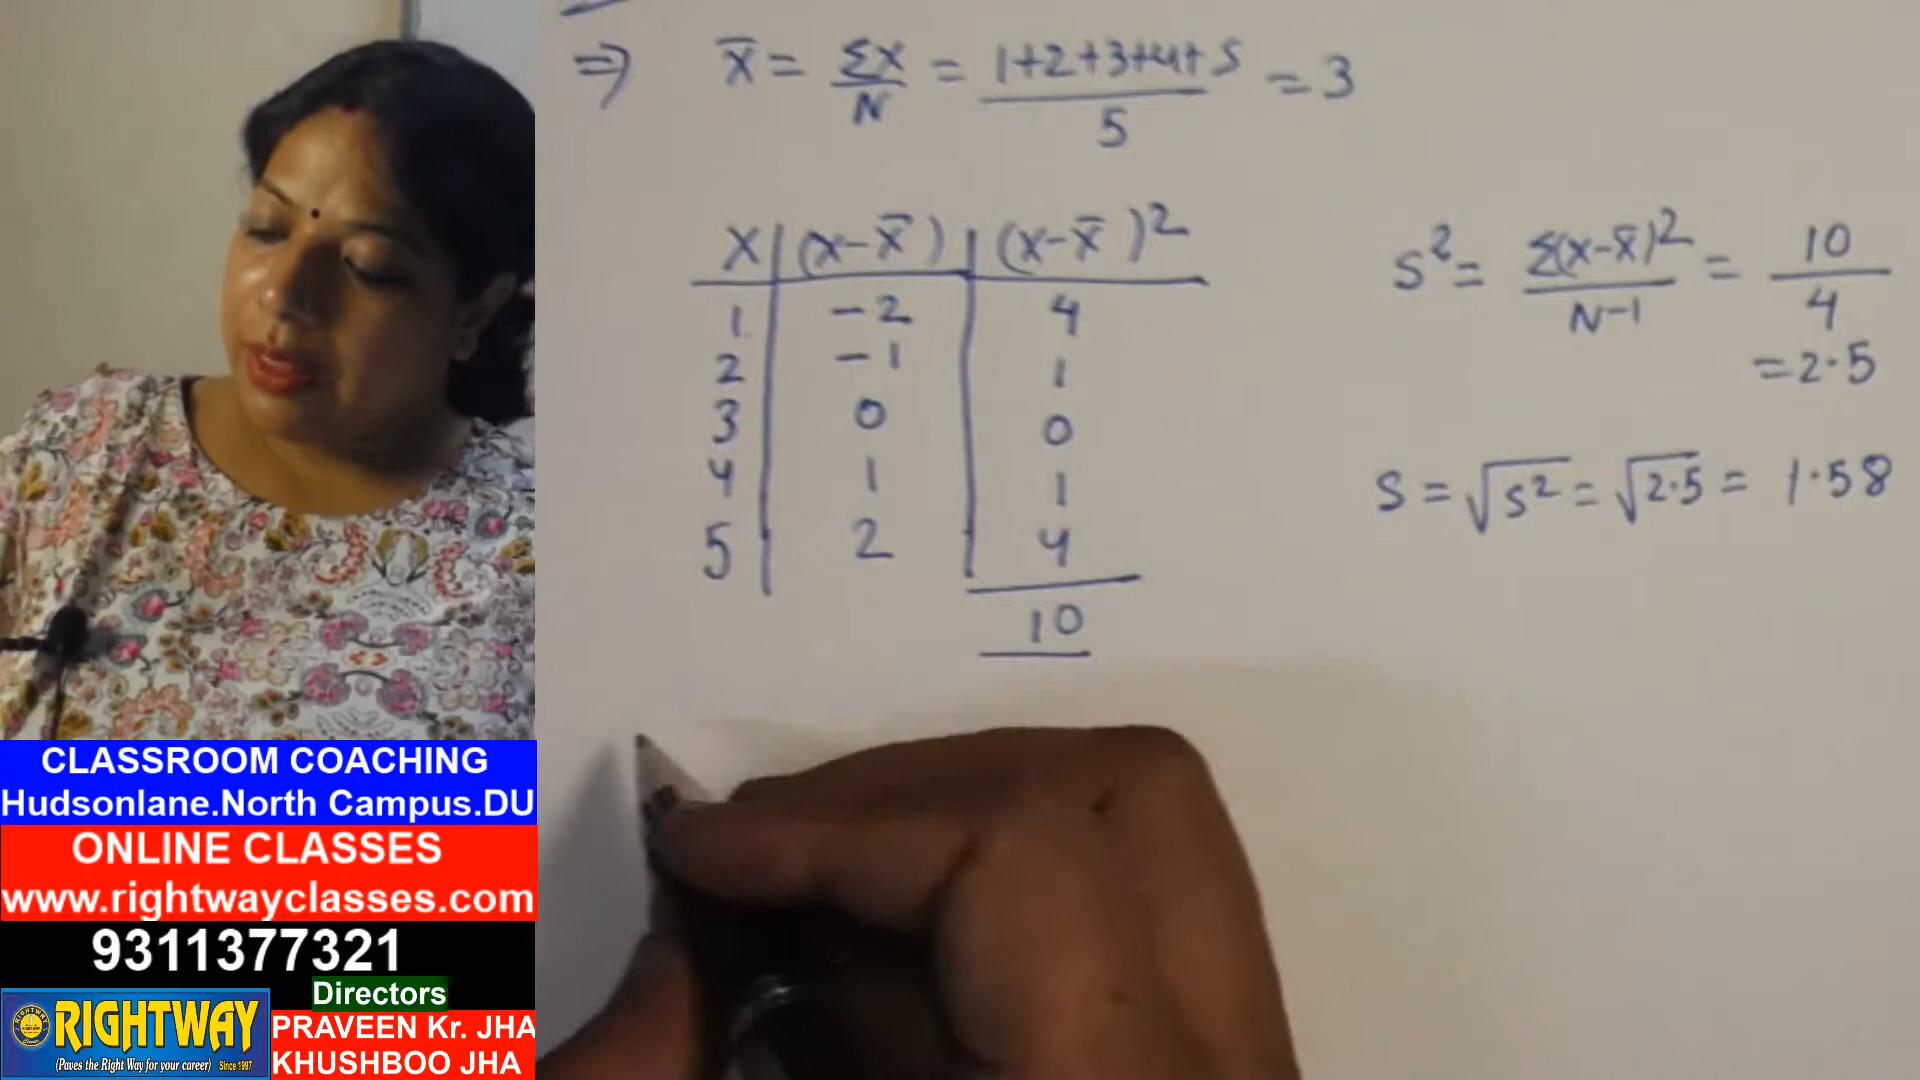 ⇒ x̄ = Σx/N = 1+2+3+4+5/5 = 3
X | (x-x̄) | (x-x̄)²
1 | -2 | 4
2 | -1 | 1
3 | 0 | 0
4 | 1 | 1
5 | 2 | 4
10
S² = Σ(x-x̄)²/N-1 = 10/4
= 2.5
S = √S² = √2.5 = 1.58
CLASSROOM COACHING
Hudsonlane.North Campus.DU
ONLINE CLASSES
www.rightwayclasses.com
9311377321
Directors
PRAVEEN Kr. JHA
KHUSHBOO JHA
RIGHTWAY
(Paves the Right Way for your career) Since 1997